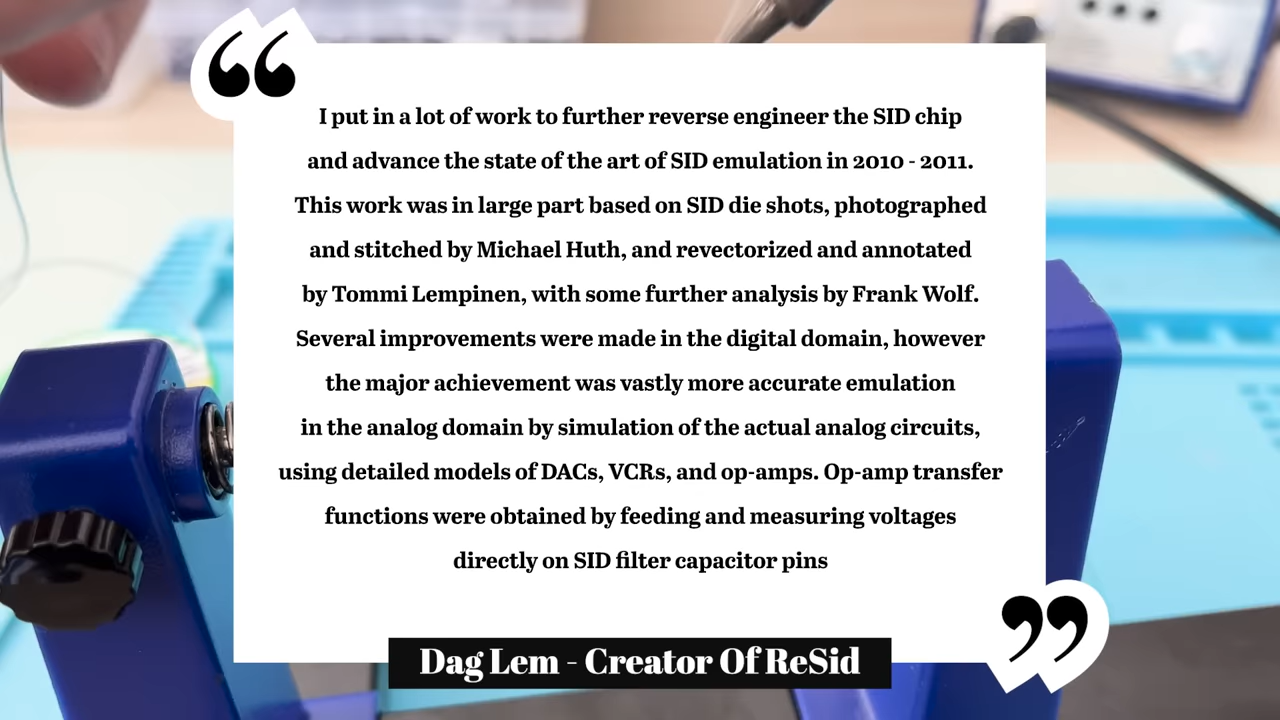 “
I put in a lot of work to further reverse engineer the SID chip
and advance the state of the art of SID emulation in 2010 - 2011.
This work was in large part based on SID die shots, photographed
and stitched by Michael Huth, and revectorized and annotated
by Tommi Lempinen, with some further analysis by Frank Wolf.
Several improvements were made in the digital domain, however
the major achievement was vastly more accurate emulation
in the analog domain by simulation of the actual analog circuits,
using detailed models of DACs, VCRs, and op-amps. Op-amp transfer
functions were obtained by feeding and measuring voltages
directly on SID filter capacitor pins
”
Dag Lem - Creator Of ReSid